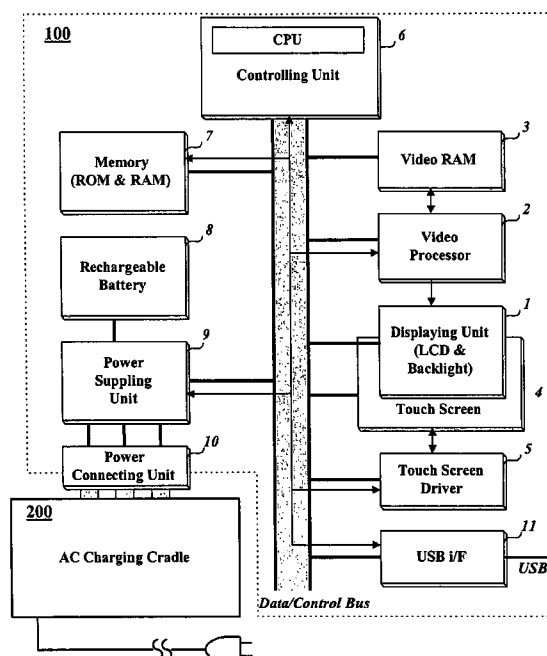 100
CPU
Controlling Unit
6
7
Memory
(ROM & RAM)
3
Video RAM
2
Video
Processor
8
Rechargeable
Battery
1
Displaying Unit
(LCD &
Backlight)
Touch Screen
4
9
Power
Suppling
Unit
10
Power
Connecting Unit
5
Touch Screen
Driver
200
AC Charging Cradle
11
USB i/F
USB
Data/Control Bus